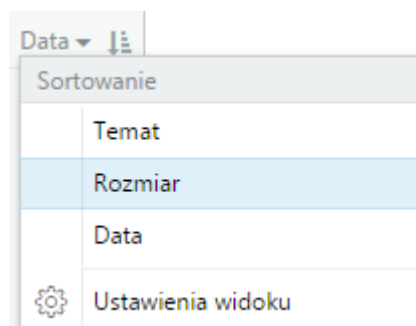 Data
Sortowanie
Temat
Rozmiar
Data
Ustawienia widoku